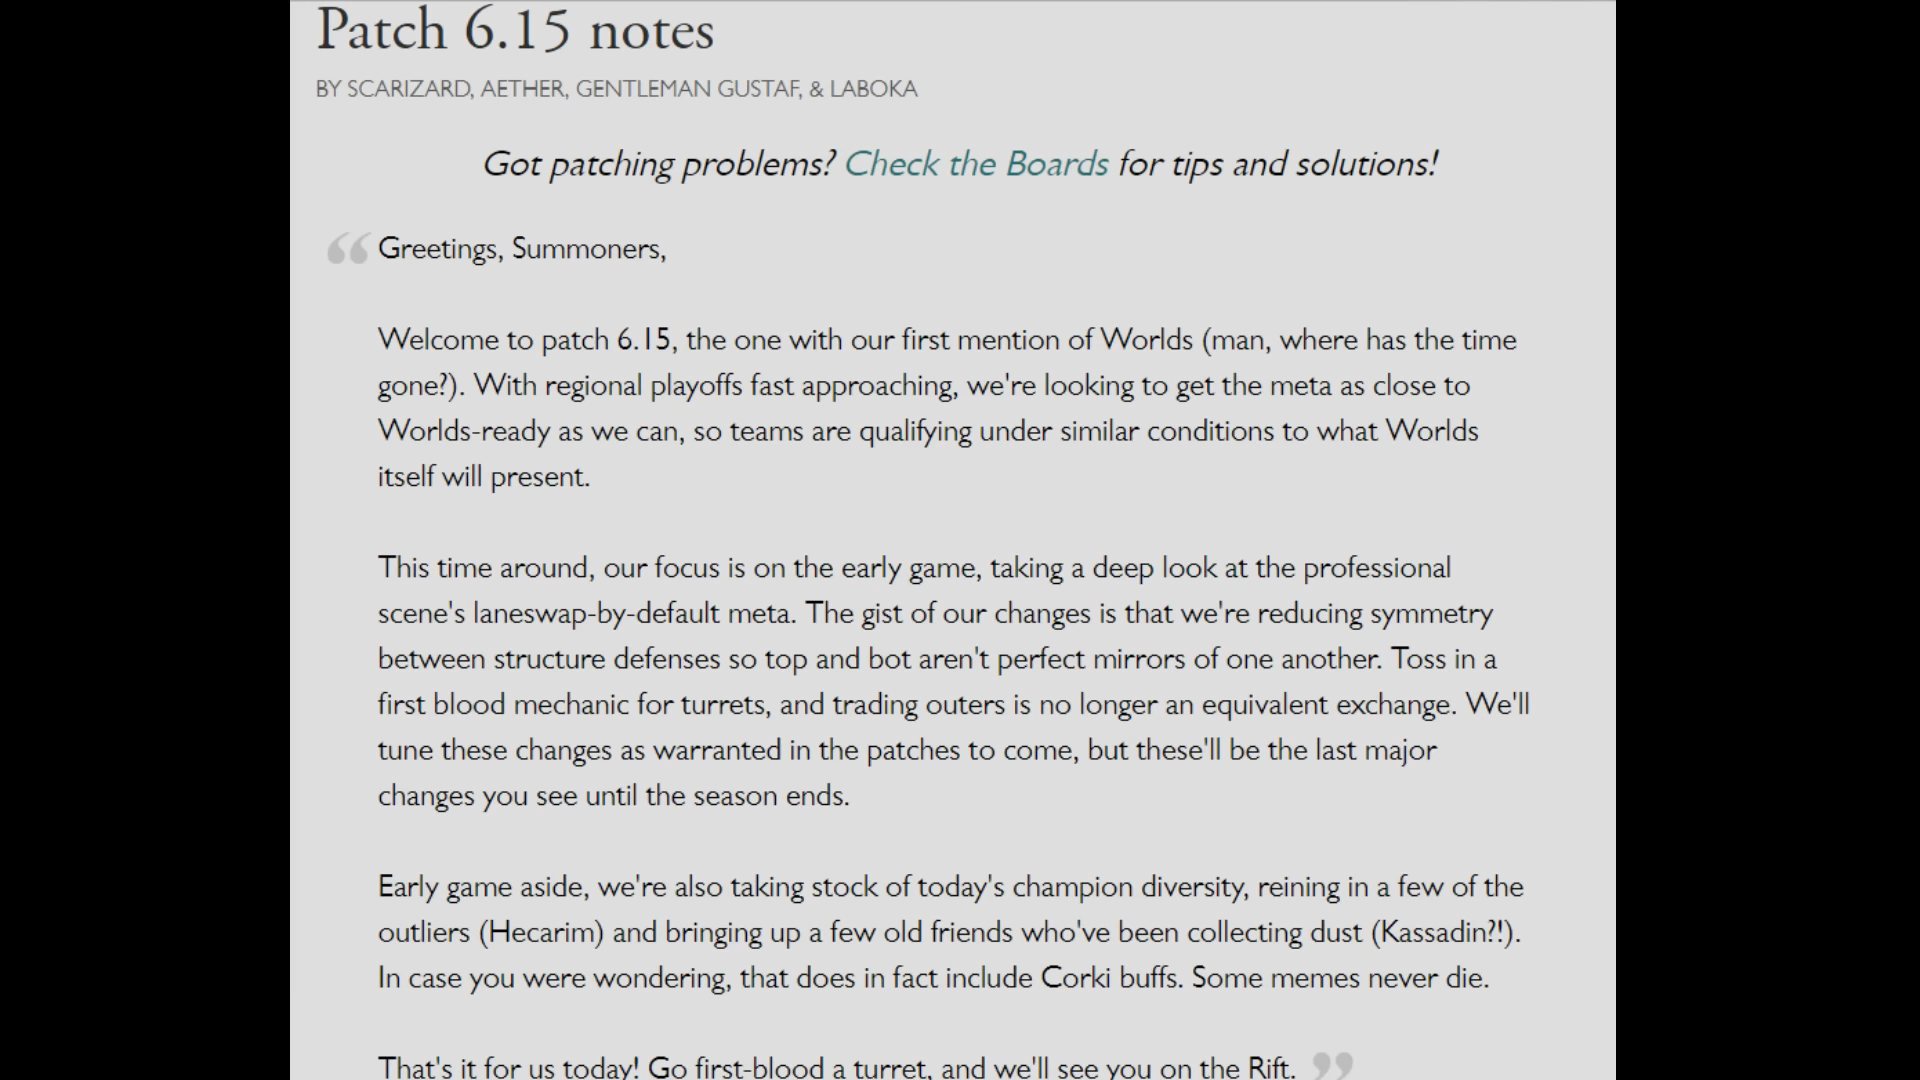 Patch 6.15 notes
BY SCARIZARD, AETHER, GENTLEMAN GUSTAF, & LABOKA
Got patching problems? Check the Boards for tips and solutions!
“ Greetings, Summoners,
Welcome to patch 6.15, the one with our first mention of Worlds (man, where has the time
gone?). With regional playoffs fast approaching, we're looking to get the meta as close to
Worlds-ready as we can, so teams are qualifying under similar conditions to what Worlds
itself will present.
This time around, our focus is on the early game, taking a deep look at the professional
scene's laneswap-by-default meta. The gist of our changes is that we're reducing symmetry
between structure defenses so top and bot aren't perfect mirrors of one another. Toss in a
first blood mechanic for turrets, and trading outers is no longer an equivalent exchange. We'll
tune these changes as warranted in the patches to come, but these'll be the last major
changes you see until the season ends.
Early game aside, we're also taking stock of today's champion diversity, reining in a few of the
outliers (Hecarim) and bringing up a few old friends who've been collecting dust (Kassadin?!).
In case you were wondering, that does in fact include Corki buffs. Some memes never die.
That's it for us today! Go first-blood a turret, and we'll see you on the Rift. ”